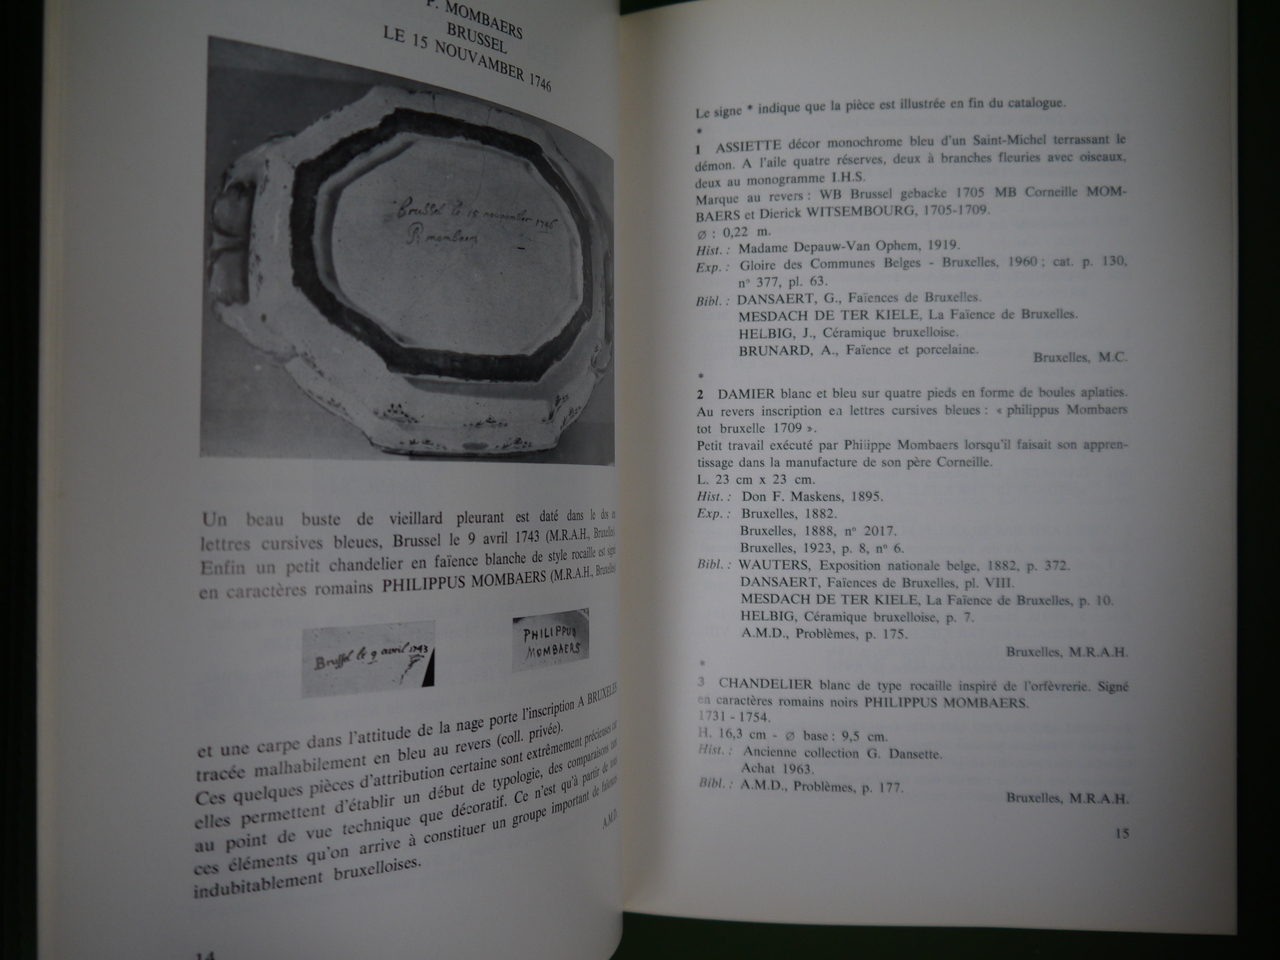 P. MOMBAERS
BRUSSEL
LE 15 NOUVAMBER 1746
Brussel le 15 november 1746
P. mombaers
Un beau buste de vieillard pleurant est daté dans le dos en
lettres cursives bleues, Brussel le 9 avril 1743 (M.R.A.H., Bruxelles).
Enfin un petit chandelier en faïence blanche de style rocaille est signé
en caractères romains PHILIPPUS MOMBAERS (M.R.A.H., Bruxelles)
Brussel le 9 avril 1743
PHILIPPUS
MOMBAERS
et une carpe dans l'attitude de la nage porte l'inscription A BRUXELES
tracée malhabilement en bleu au revers (coll. privée).
Ces quelques pièces d'attribution certaine sont extrêmement précieuses car
elles permettent d'établir un début de typologie, des comparaisons tant
au point de vue technique que décoratif. Ce n'est qu'à partir de tous
ces éléments qu'on arrive à constituer un groupe important de faïences
indubitablement bruxelloises.
A.M.D.
14
Le signe * indique que la pièce est illustrée en fin du catalogue.
*
1 ASSIETTE décor monochrome bleu d'un Saint-Michel terrassant le
démon. A l'aile quatre réserves, deux à branches fleuries avec oiseaux,
deux au monogramme I.H.S.
Marque au revers : WB Brussel gebacke 1705 MB Corneille MOM-
BAERS et Dierick WITSEMBOURG, 1705-1709.
⌀ : 0,22 m.
Hist. : Madame Depauw-Van Ophem, 1919.
Exp. : Gloire des Communes Belges - Bruxelles, 1960 ; cat. p. 130,
n° 377, pl. 63.
Bibl. : DANSAERT, G., Faïences de Bruxelles.
MESDACH DE TER KIELE, La Faïence de Bruxelles.
HELBIG, J., Céramique bruxelloise.
BRUNARD, A., Faïence et porcelaine.
Bruxelles, M.C.
*
2 DAMIER blanc et bleu sur quatre pieds en forme de boules aplaties.
Au revers inscription en lettres cursives bleues : « philippus Mombaers
tot bruxelle 1709 ».
Petit travail exécuté par Philippe Mombaers lorsqu'il faisait son appren-
tissage dans la manufacture de son père Corneille.
L. 23 cm x 23 cm.
Hist. : Don F. Maskens, 1895.
Exp. : Bruxelles, 1882.
Bruxelles, 1888, n° 2017.
Bruxelles, 1923, p. 8, n° 6.
Bibl. : WAUTERS, Exposition nationale belge, 1882, p. 372.
DANSAERT, Faïences de Bruxelles, pl. VIII.
MESDACH DE TER KIELE, La Faïence de Bruxelles, p. 10.
HELBIG, Céramique bruxelloise, p. 7.
A.M.D., Problèmes, p. 175.
Bruxelles, M.R.A.H.
*
3 CHANDELIER blanc de type rocaille inspiré de l'orfèvrerie. Signé
en caractères romains noirs PHILIPPUS MOMBAERS.
1731 - 1754.
H. 16,3 cm - ⌀ base : 9,5 cm.
Hist. : Ancienne collection G. Dansette.
Achat 1963.
Bibl. : A.M.D., Problèmes, p. 177.
Bruxelles, M.R.A.H.
15